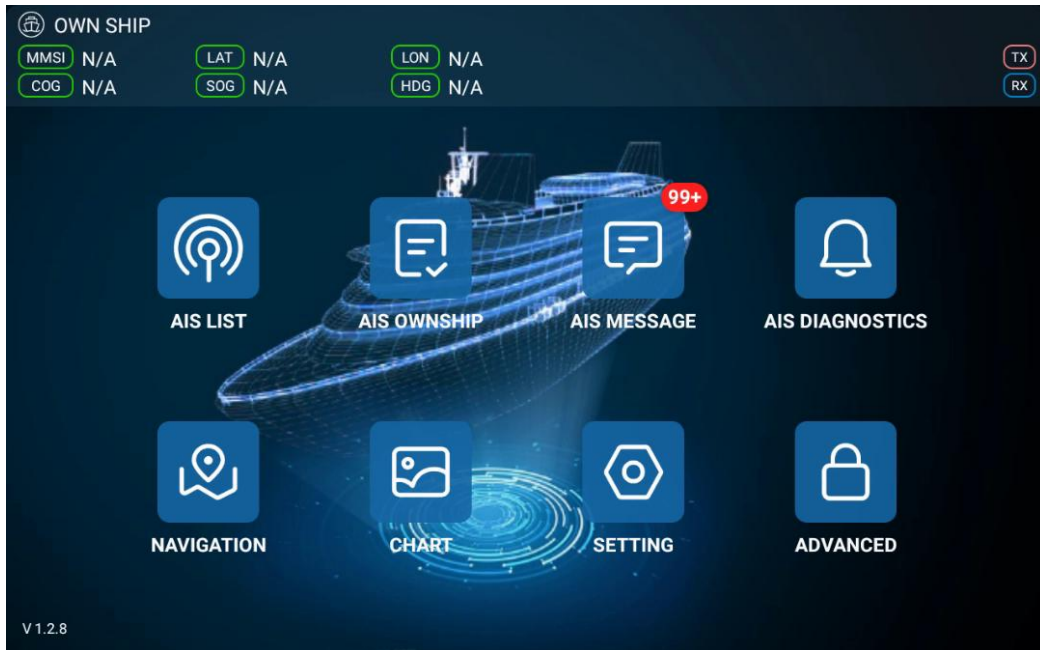 OWN SHIP
MMSI N/A LAT N/A LON N/A TX
COG N/A SOG N/A HDG N/A RX
99+
AIS LIST AIS OWNSHIP AIS MESSAGE AIS DIAGNOSTICS
NAVIGATION CHART SETTING ADVANCED
V 1.2.8